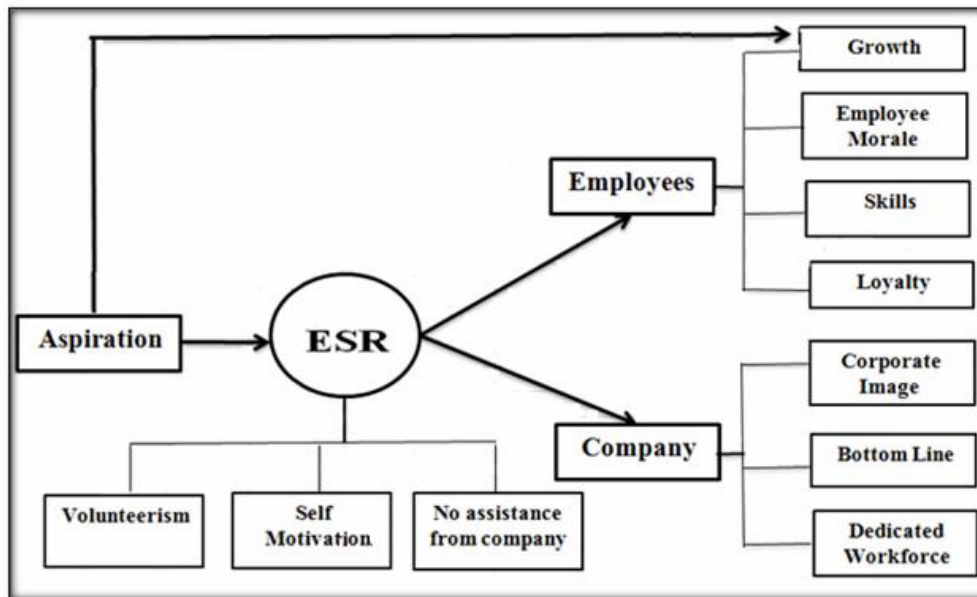 Growth
Employee
Morale
Employees
Skills
Loyalty
Aspiration
ESR
Corporate
Image
Company
Bottom Line
Volunteerism
Self
Motivation
No assistance
from company
Dedicated
Workforce